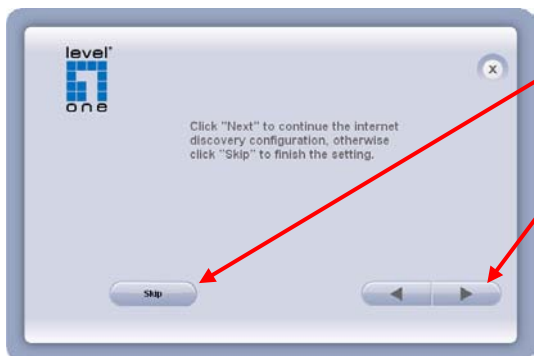 level
one
X
Click "Next" to continue the internet
discovery configuration, otherwise
click "Skip" to finish the setting.
Skip